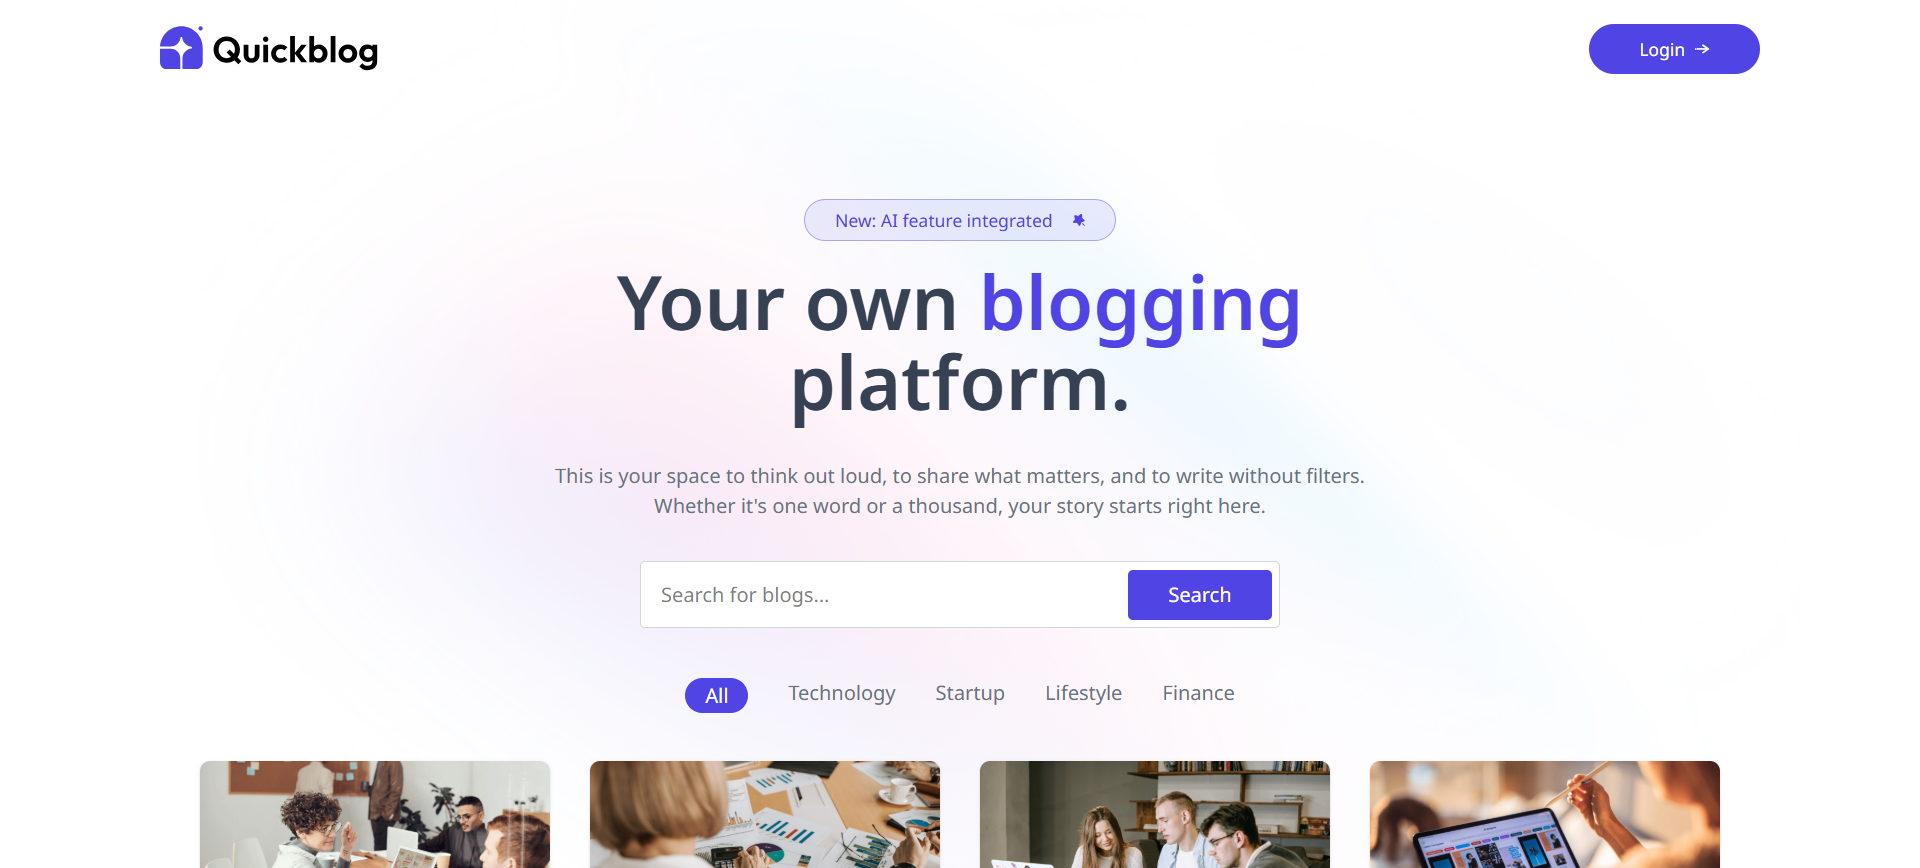 Quickblog
Login →
New: AI feature integrated
Your own blogging
platform.
This is your space to think out loud, to share what matters, and to write without filters.
Whether it's one word or a thousand, your story starts right here.
Search for blogs...
Search
All
Technology
Startup
Lifestyle
Finance